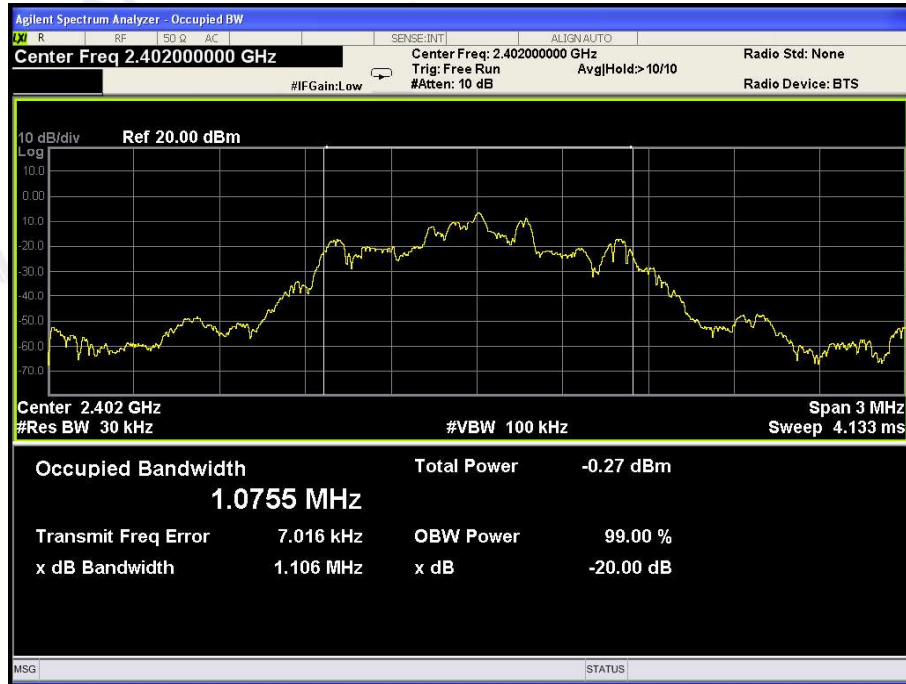 Agilent Spectrum Analyzer - Occupied BW
LXI R RF 50 Ω AC SENSE:INT ALIGN AUTO
Center Freq 2.402000000 GHz
Center Freq: 2.402000000 GHz
Radio Std: None
Trig: Free Run Avg|Hold:>10/10
#IFGain:Low
#Atten: 10 dB
Radio Device: BTS
10 dB/div Ref 20.00 dBm
Log
10.0
0.00
10.0
-20.0
-30.0
-40.0
-50.0
-60.0
-70.0
Center 2.402 GHz Span 3 MHz
#Res BW 30 kHz #VBW 100 kHz Sweep 4.133 ms
Occupied Bandwidth Total Power -0.27 dBm
1.0755 MHz
Transmit Freq Error 7.016 kHz OBW Power 99.00 %
x dB Bandwidth 1.106 MHz x dB -20.00 dB
MSG STATUS